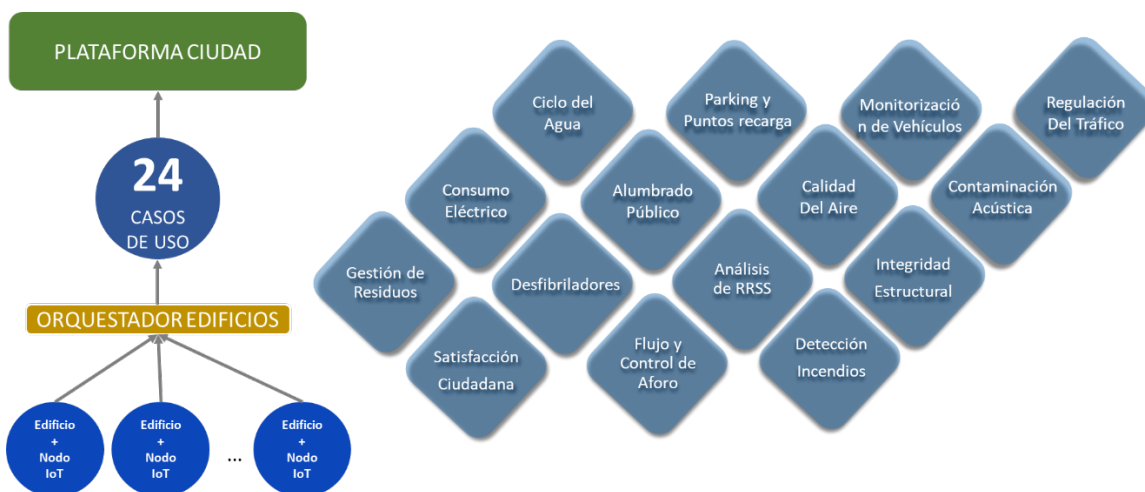 PLATAFORMA CIUDAD
24
CASOS
DE USO
ORQUESTADOR EDIFICIOS
Edificio
+
Nodo
IoT
Edificio
+
Nodo
IoT
...
Edificio
+
Nodo
IoT
Ciclo del
Agua
Parking y
Puntos recarga
Monitorizació
n de Vehículos
Regulación
Del Tráfico
Consumo
Eléctrico
Alumbrado
Público
Calidad
Del Aire
Contaminación
Acústica
Gestión de
Residuos
Desfibriladores
Análisis
de RRSS
Integridad
Estructural
Satisfacción
Ciudadana
Flujo y
Control de
Aforo
Detección
Incendios